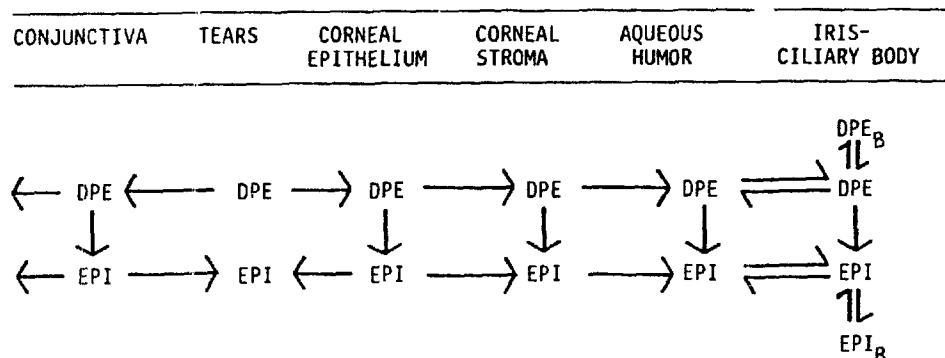 CONJUNCTIVA TEARS CORNEAL EPITHELIUM CORNEAL STROMA AQUEOUS HUMOR IRIS-CILIARY BODY
DPE_B
DPE DPE DPE DPE DPE DPE
EPI EPI EPI EPI EPI EPI
EPI_B